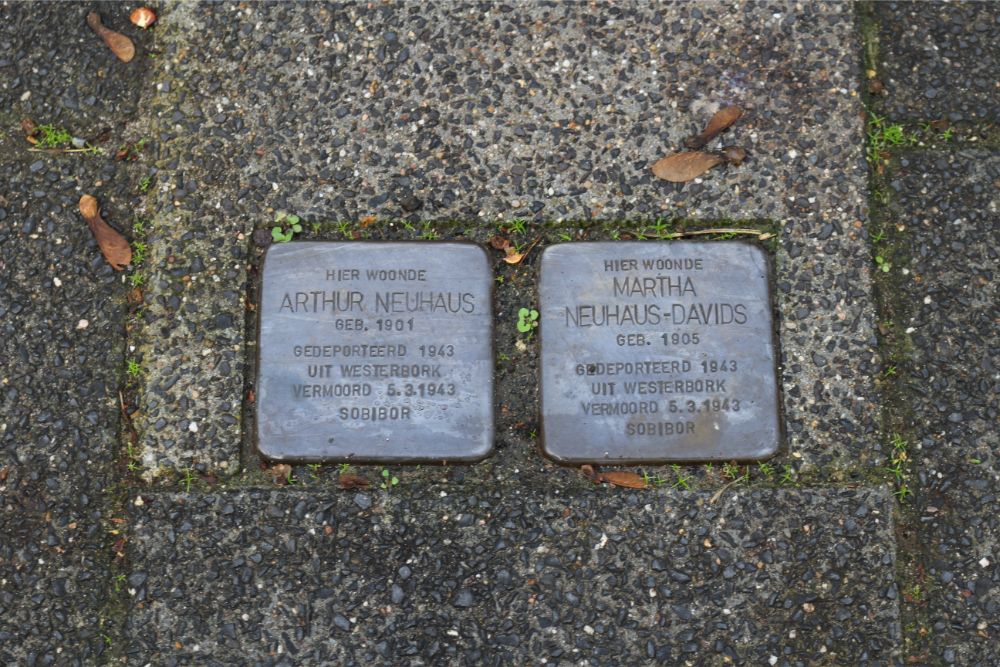 HIER WOONDE
ARTHUR NEUHAUS
GEB. 1901
GEDEPORTEERD 1943
UIT WESTERBORK
VERMOORD 5.3.1943
SOBIBOR
HIER WOONDE
MARTHA
NEUHAUS-DAVIDS
GEB. 1905
GEDEPORTEERD 1943
UIT WESTERBORK
VERMOORD 5.3.1943
SOBIBOR